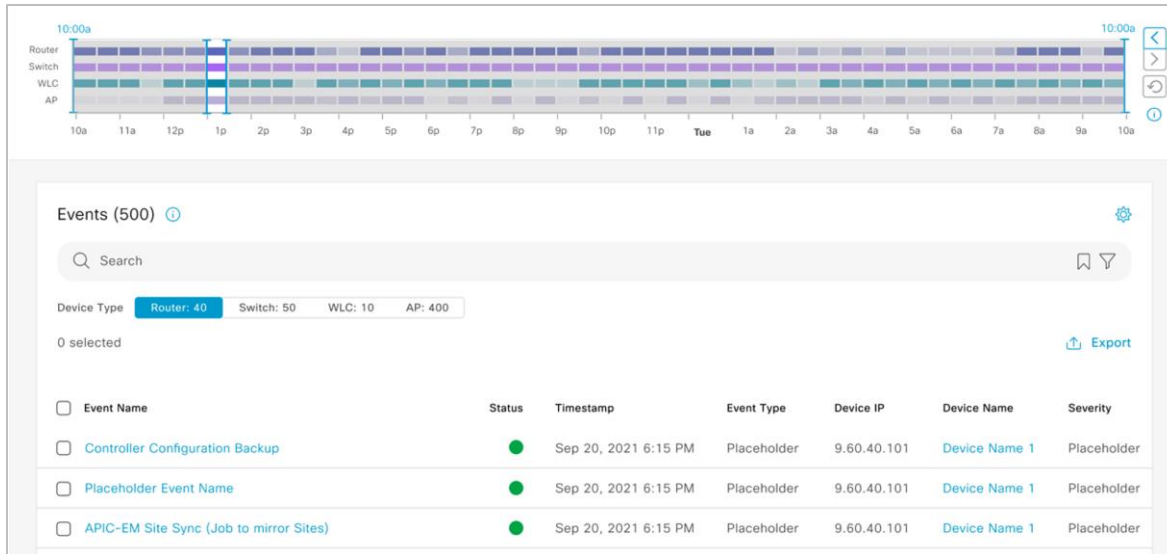 10:00a 10:00a
Router
Switch
WLC
AP
10a 11a 12p 1p 2p 3p 4p 5p 6p 7p 8p 9p 10p 11p Tue 1a 2a 3a 4a 5a 6a 7a 8a 9a 10a
Events (500)
Search
Device Type Router: 40 Switch: 50 WLC: 10 AP: 400
0 selected Export
Event Name Status Timestamp Event Type Device IP Device Name Severity
Controller Configuration Backup Sep 20, 2021 6:15 PM Placeholder 9.60.40.101 Device Name 1 Placeholder
Placeholder Event Name Sep 20, 2021 6:15 PM Placeholder 9.60.40.101 Device Name 1 Placeholder
APIC-EM Site Sync (Job to mirror Sites) Sep 20, 2021 6:15 PM Placeholder 9.60.40.101 Device Name 1 Placeholder